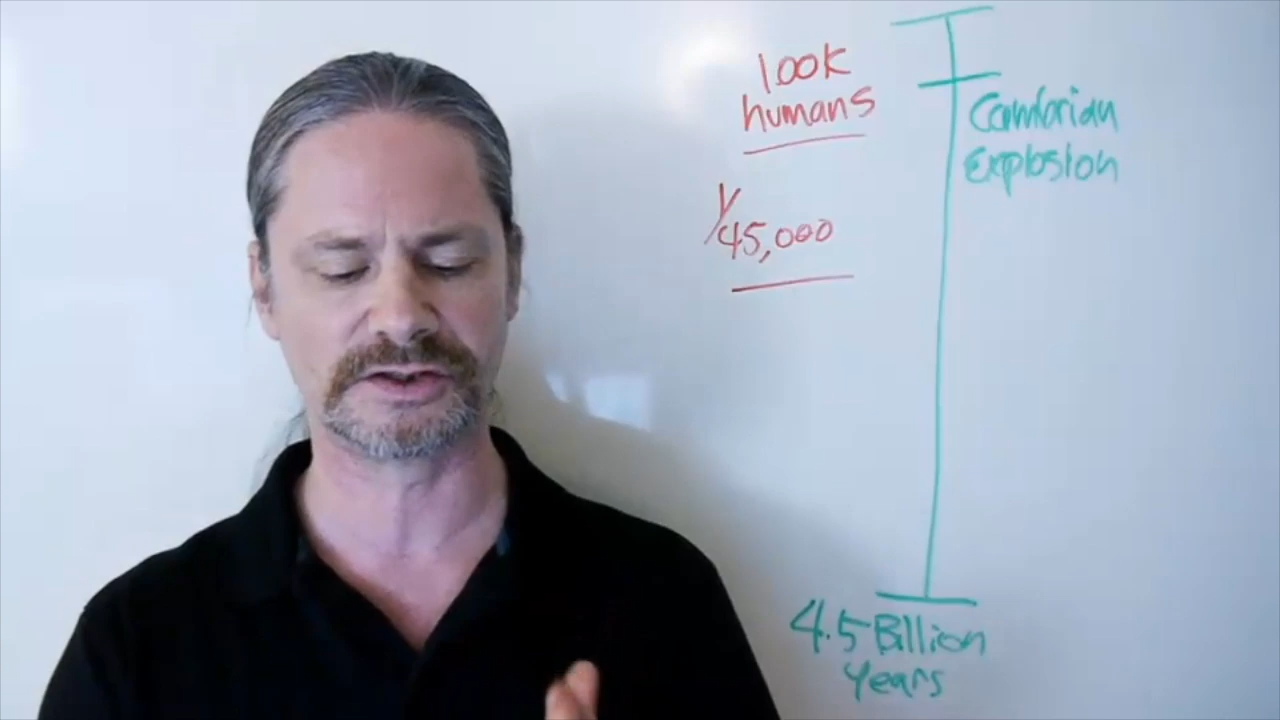 100k
humans
1/45,000
Cambrian
Explosion
4.5 Billion
Years